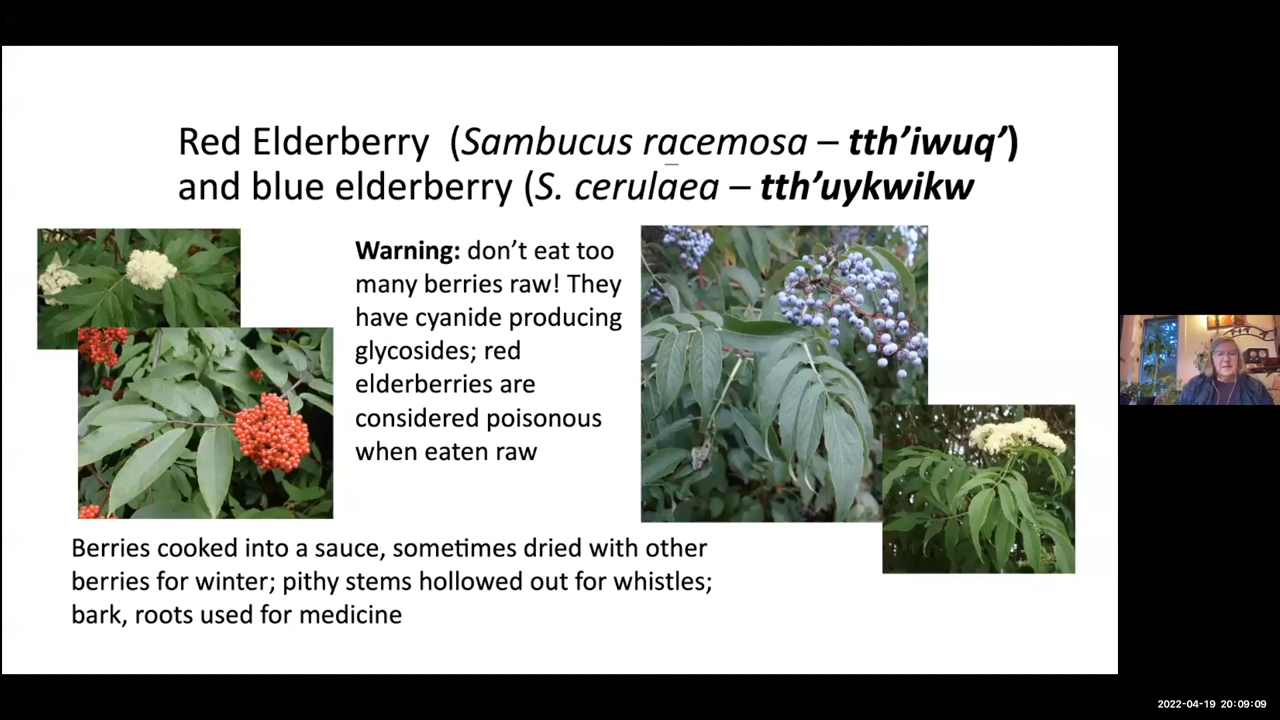 Red Elderberry (Sambucus racemosa – tth’iwuq’)
and blue elderberry (S. cerulaea – tth’uykwikw
Warning: don’t eat too
many berries raw! They
have cyanide producing
glycosides; red
elderberries are
considered poisonous
when eaten raw
Berries cooked into a sauce, sometimes dried with other
berries for winter; pithy stems hollowed out for whistles;
bark, roots used for medicine
2022-04-19 20:09:09